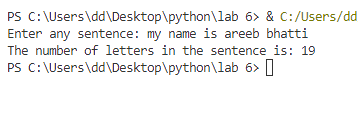 PS C:\Users\dd\Desktop\python\lab 6> & C:/Users/dd
Enter any sentence: my name is areeb bhatti
The number of letters in the sentence is: 19
PS C:\Users\dd\Desktop\python\lab 6>